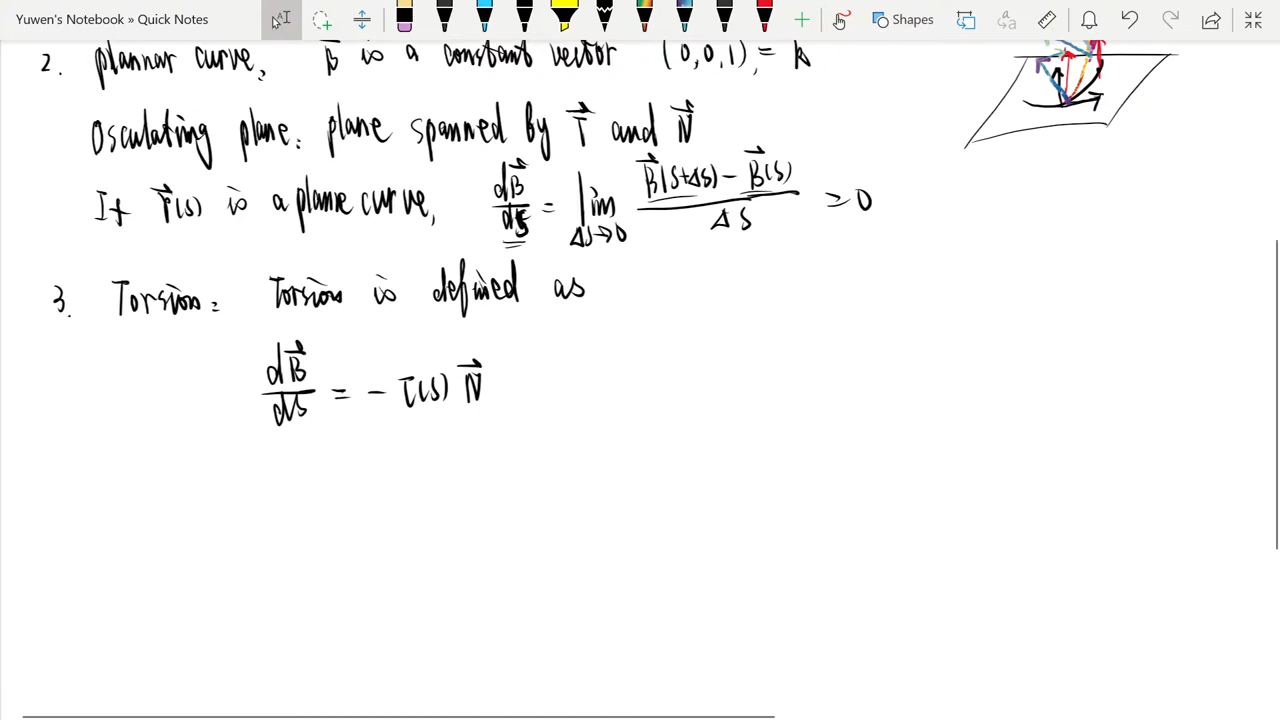 Yuwen's Notebook » Quick Notes
Shapes
2. plannar curve, B⃗ is a constant vector (0,0,1) = k
Osculating plane: plane spanned by T⃗ and N⃗
If r⃗(s) is a plane curve, dB⃗/ds = lim Δs→0 (B⃗(s+Δs) − B⃗(s))/Δs = 0
3. Torsion: Torsion is defined as
dB⃗/ds = − τ(s) N⃗